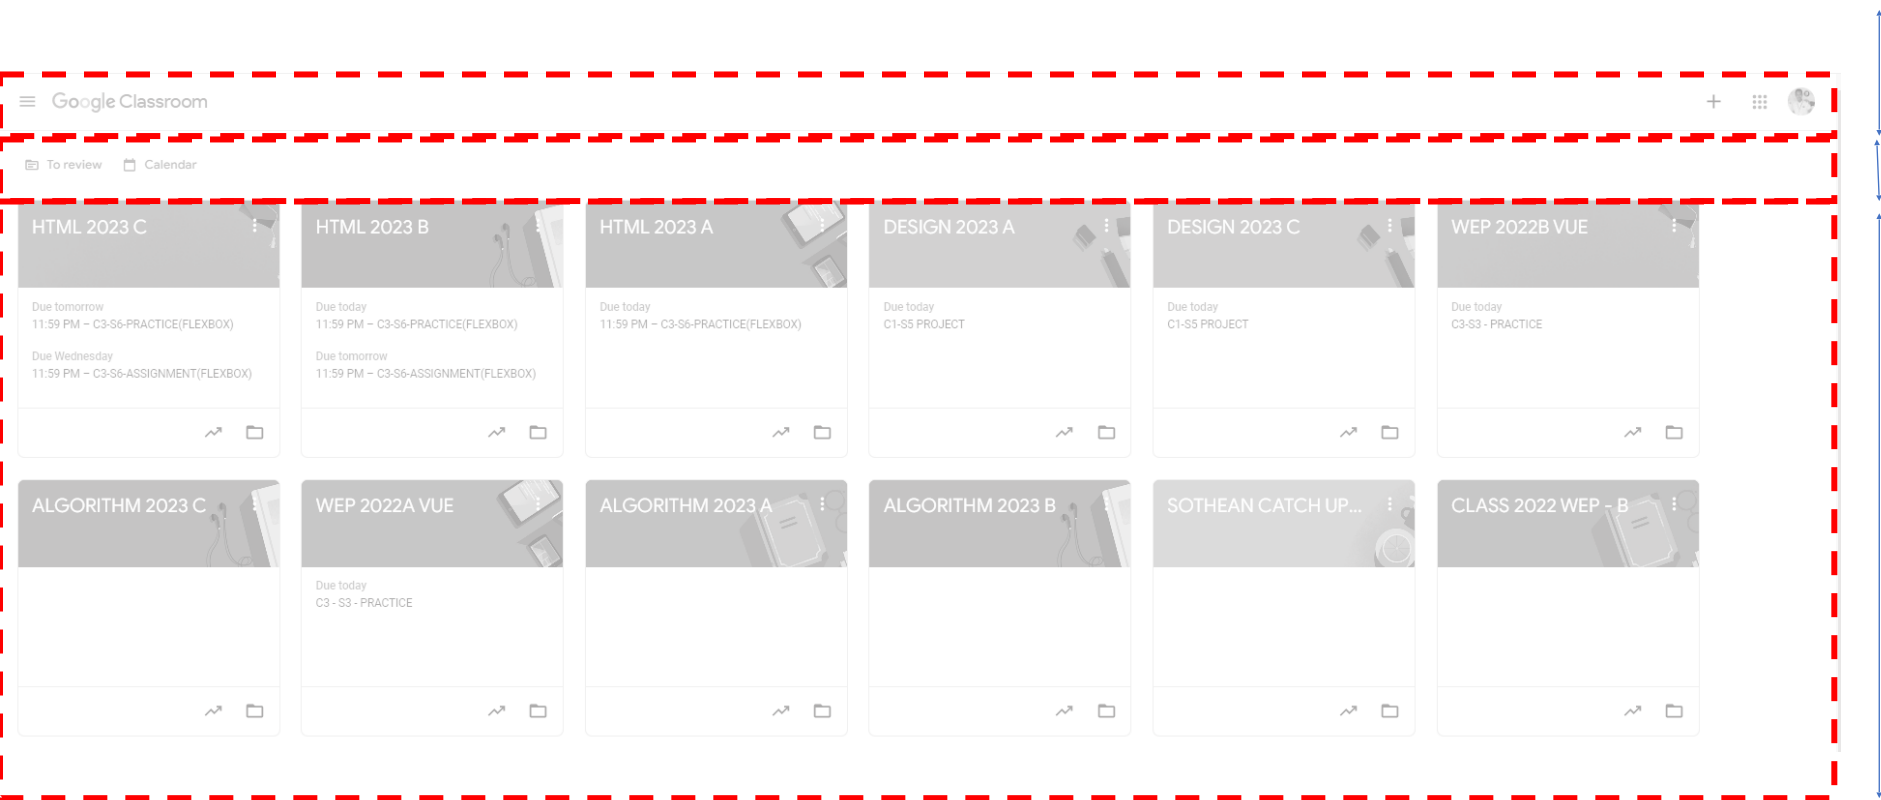 Google Classroom
To review
Calendar
HTML 2023 C
HTML 2023 B
HTML 2023 A
DESIGN 2023 A
DESIGN 2023 C
WEP 2022B VUE
Due tomorrow
11:59 PM – C3-S6-PRACTICE(FLEXBOX)
Due Wednesday
11:59 PM – C3-S6-ASSIGNMENT(FLEXBOX)
Due today
11:59 PM – C3-S6-PRACTICE(FLEXBOX)
Due tomorrow
11:59 PM – C3-S6-ASSIGNMENT(FLEXBOX)
Due today
11:59 PM – C3-S6-PRACTICE(FLEXBOX)
Due today
C1-S5 PROJECT
Due today
C1-S5 PROJECT
Due today
C3-S3 - PRACTICE
ALGORITHM 2023 C
WEP 2022A VUE
ALGORITHM 2023 A
ALGORITHM 2023 B
SOTHEAN CATCH UP...
CLASS 2022 WEP - B
Due today
C3 - S3 - PRACTICE